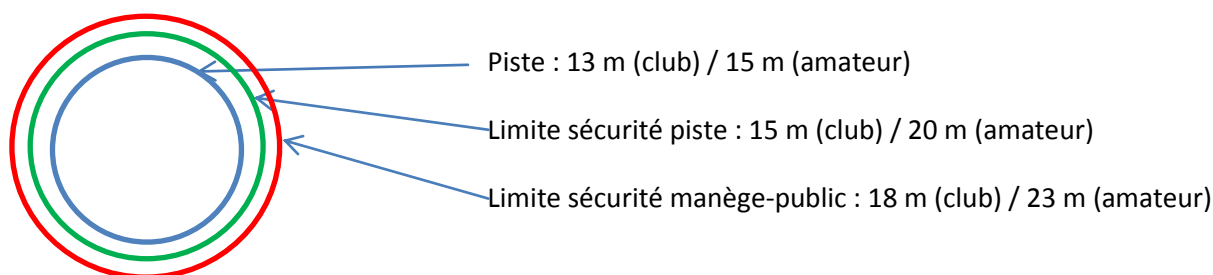 Piste : 13 m (club) / 15 m (amateur)
Limite sécurité piste : 15 m (club) / 20 m (amateur)
Limite sécurité manège-public : 18 m (club) / 23 m (amateur)